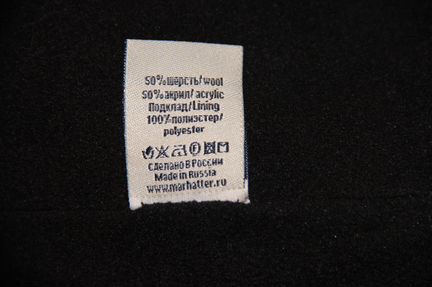 50%шерсть/wool
50%акрил/acrylic
Подклад/Lining
100%полиэстер/
polyester
Сделано в России
Made in Russia
www.marhatter.ru